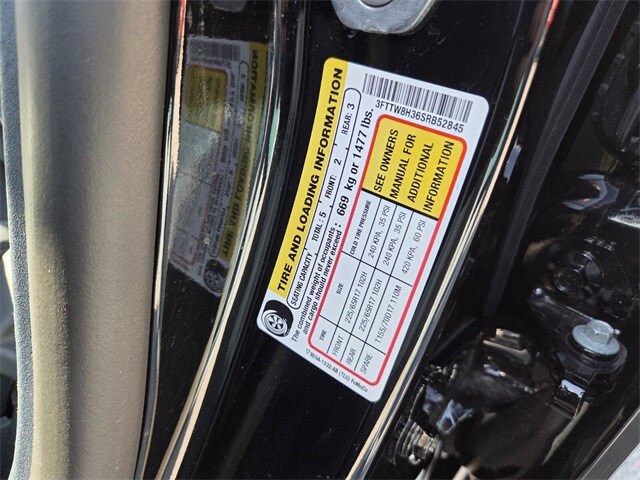 TIRE AND LOADING INFORMATION
SEATING CAPACITY TOTAL: 5 FRONT: 2 REAR: 3
The combined weight of occupants
and cargo should never exceed: 669 kg or 1477 lbs.
3FTTW8H36SRB52845
TIRE SIZE COLD TIRE PRESSURE
FRONT 225/65R17 102H 240 KPA, 35 PSI
REAR 225/65R17 102H 240 KPA, 35 PSI
SPARE T155/70D17 110M 420 KPA, 60 PSI
SEE OWNERS
MANUAL FOR
ADDITIONAL
INFORMATION